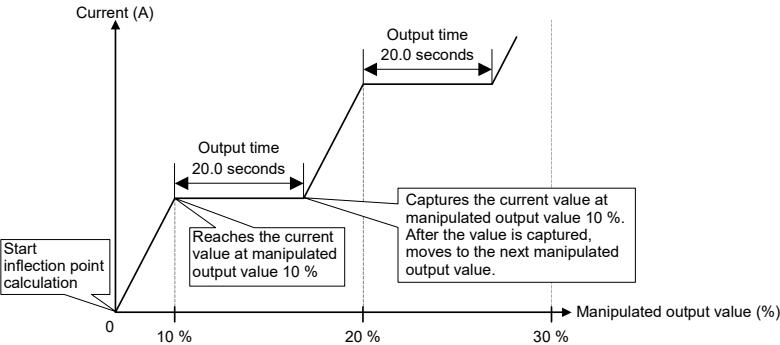 Current (A)
Output time
20.0 seconds
Output time
20.0 seconds
Captures the current value at
manipulated output value 10 %.
After the value is captured,
moves to the next manipulated
output value.
Reaches the current
value at manipulated
output value 10 %
Start
inflection point
calculation
Manipulated output value (%)
0
10 %
20 %
30 %